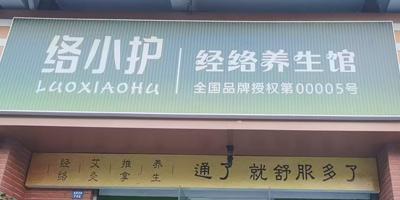 络小护
LUOXIAOHU
经络养生馆
全国品牌授权第00005号
经络 艾灸 推拿 养生
通了 就舒服多了